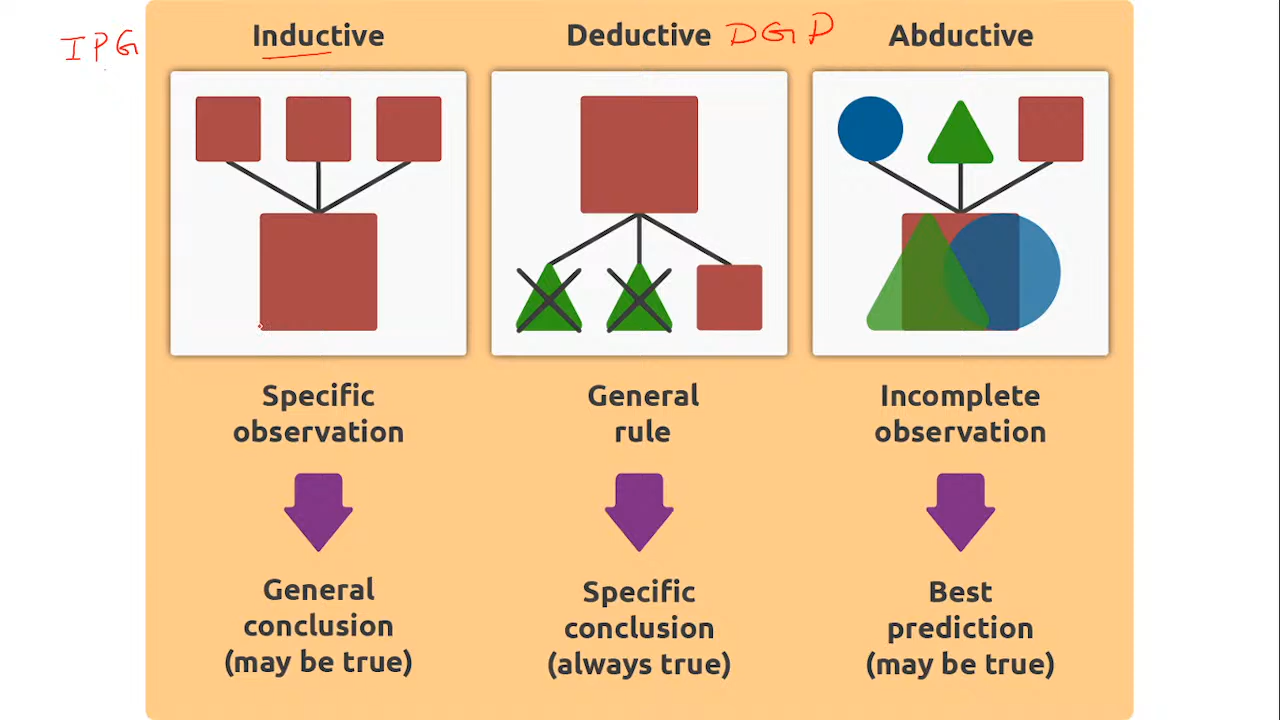 IPG
Inductive
Deductive DGP
Abductive
Specific
observation
General
rule
Incomplete
observation
General
conclusion
(may be true)
Specific
conclusion
(always true)
Best
prediction
(may be true)